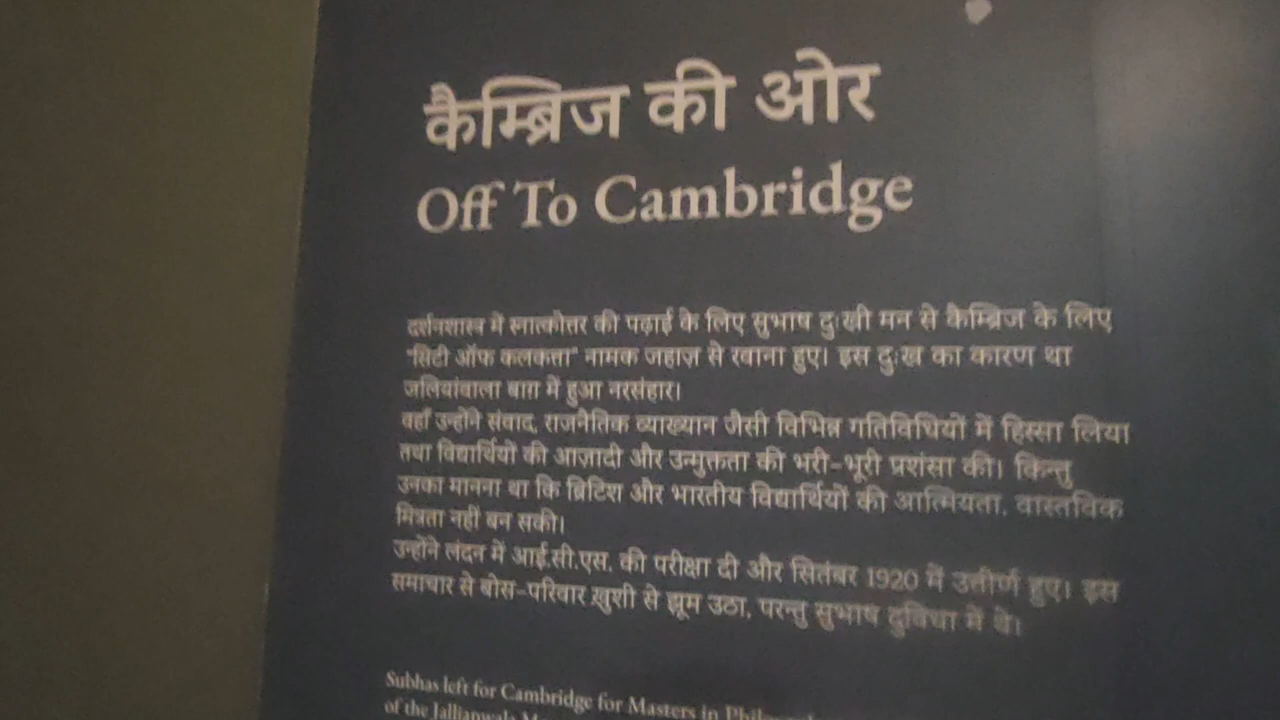 कैम्ब्रिज की ओर
Off To Cambridge
दर्शनशास्त्र में स्नातकोत्तर की पढ़ाई के लिए सुभाष दुःखी मन से कैम्ब्रिज के लिए
"सिटी ऑफ कलकत्ता" नामक जहाज़ से रवाना हुए। इस दुःख का कारण था
जलियांवाला बाग़ में हुआ नरसंहार।
वहाँ उन्होंने संवाद, राजनैतिक व्याख्यान जैसी विभिन्न गतिविधियों में हिस्सा लिया
तथा विद्यार्थियों की आज़ादी और उन्मुक्तता की भरी-भूरी प्रशंसा की। किन्तु
उनका मानना था कि ब्रिटिश और भारतीय विद्यार्थियों की आत्मियता, वास्तविक
मित्रता नहीं बन सकी।
उन्होंने लंदन में आई.सी.एस. की परीक्षा दी और सितंबर 1920 में उत्तीर्ण हुए। इस
समाचार से बोस-परिवार ख़ुशी से झूम उठा, परन्तु सुभाष दुविधा में थे।
Subhas left for Cambridge for Masters in
of the